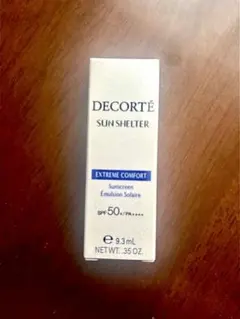 DECORTÉ
SUN SHELTER
EXTREME COMFORT
Sunscreen
Émulsion Solaire
SPF 50+/PA++++
e 9.3 mL
NET WT. .35 OZ.